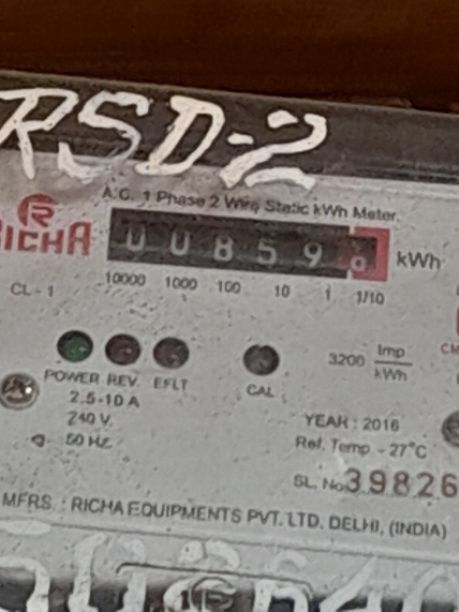 RSD-2
A.C. 1 Phase 2 Wire Static kWh Meter.
RICHA
00859 kWh
CL-1
10000 1000 100 10 1 1/10
3200 Imp/kWh
POWER REV. EFLT CAL
2.5-10 A
240 V.
50 Hz
YEAR : 2016
Ref. Temp - 27°C
SL. No 39826
MFRS. : RICHA EQUIPMENTS PVT. LTD. DELHI, (INDIA)